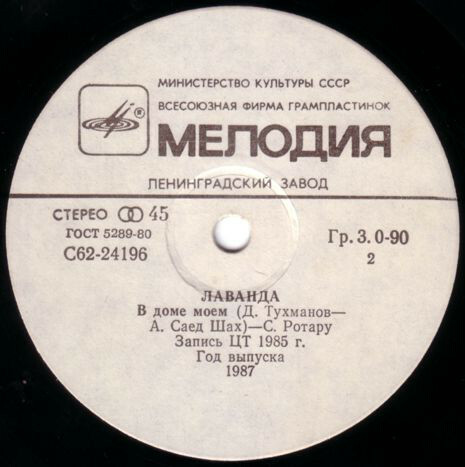 МИНИСТЕРСТВО КУЛЬТУРЫ СССР
ВСЕСОЮЗНАЯ ФИРМА ГРАМПЛАСТИНОК
®
МЕЛОДИЯ
ЛЕНИНГРАДСКИЙ ЗАВОД
СТЕРЕО 45
ГОСТ 5289-80
С62-24196
Гр. 3. 0-90
2
ЛАВАНДА
В доме моем (Д. Тухманов—
А. Саед Шах)—С. Ротару
Запись ЦТ 1985 г.
Год выпуска
1987